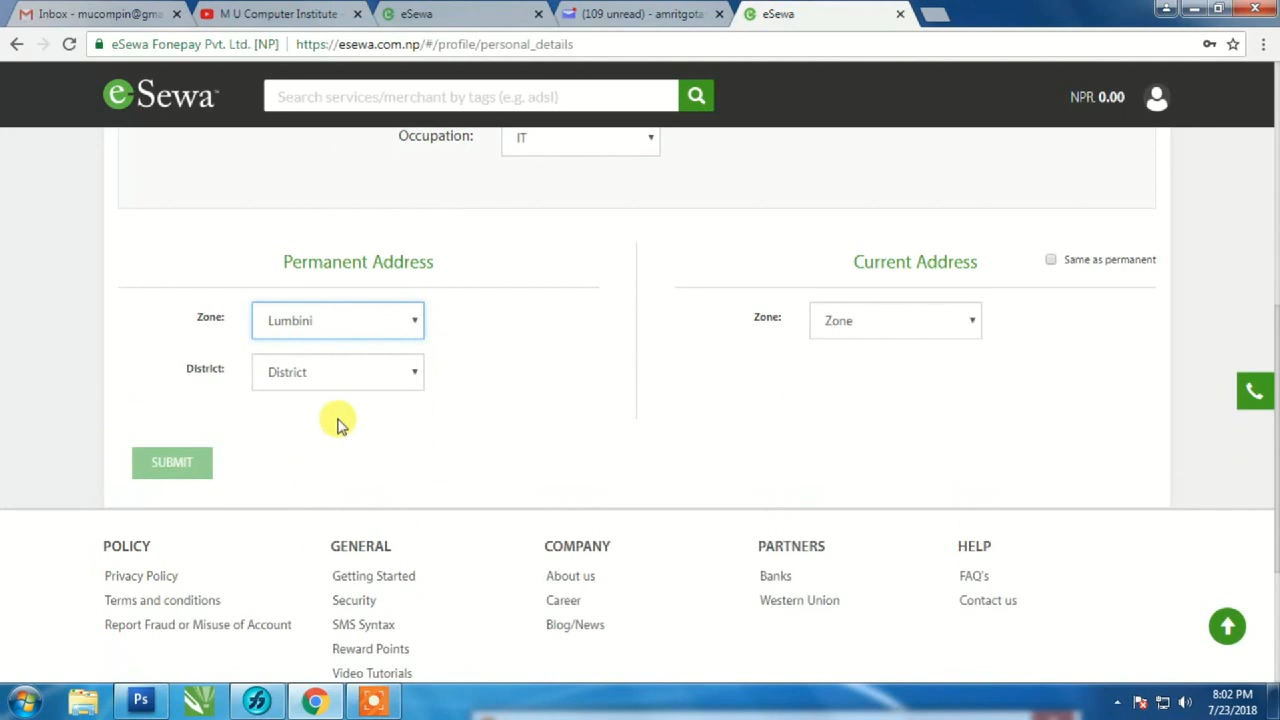 Inbox - mucompin@gma
M U Computer Institute -
eSewa
(109 unread) - amritgota
eSewa
eSewa Fonepay Pvt. Ltd. [NP]
https://esewa.com.np/#/profile/personal_details
eSewa
Search services/merchant by tags (e.g. adsl)
NPR 0.00
Occupation:
IT
Permanent Address
Current Address
Same as permanent
Zone:
Lumbini
Zone:
Zone
District:
District
SUBMIT
POLICY
GENERAL
COMPANY
PARTNERS
HELP
Privacy Policy
Getting Started
About us
Banks
FAQ's
Terms and conditions
Security
Career
Western Union
Contact us
Report Fraud or Misuse of Account
SMS Syntax
Blog/News
Reward Points
Video Tutorials
Ps
8:02 PM
7/23/2018